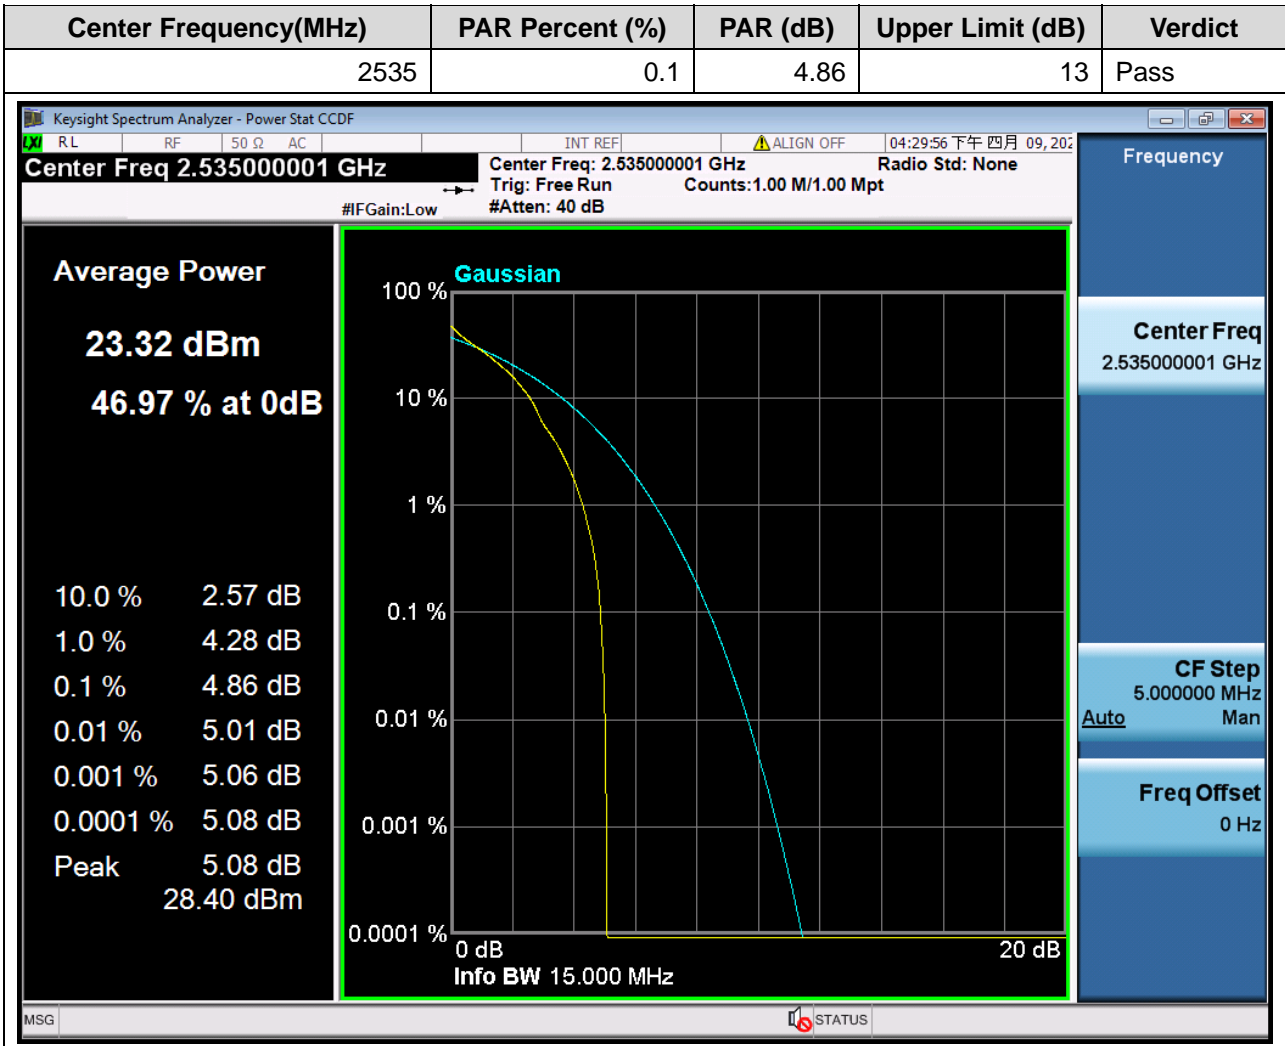 Center Frequency(MHz) PAR Percent (%) PAR (dB) Upper Limit (dB) Verdict
2535 0.1 4.86 13 Pass
Keysight Spectrum Analyzer - Power Stat CCDF
LXI RL RF 50 Ω AC INT REF ALIGN OFF 04:29:56 下午 四月 09, 202
Center Freq 2.535000001 GHz
Center Freq: 2.535000001 GHz Radio Std: None
Trig: Free Run Counts:1.00 M/1.00 Mpt
#IFGain:Low #Atten: 40 dB
Average Power
23.32 dBm
46.97 % at 0dB
10.0 % 2.57 dB
1.0 % 4.28 dB
0.1 % 4.86 dB
0.01 % 5.01 dB
0.001 % 5.06 dB
0.0001 % 5.08 dB
Peak 5.08 dB
28.40 dBm
Gaussian
100 %
10 %
1 %
0.1 %
0.01 %
0.001 %
0.0001 %
0 dB 20 dB
Info BW 15.000 MHz
Frequency
Center Freq
2.535000001 GHz
CF Step
5.000000 MHz
Auto Man
Freq Offset
0 Hz
MSG STATUS